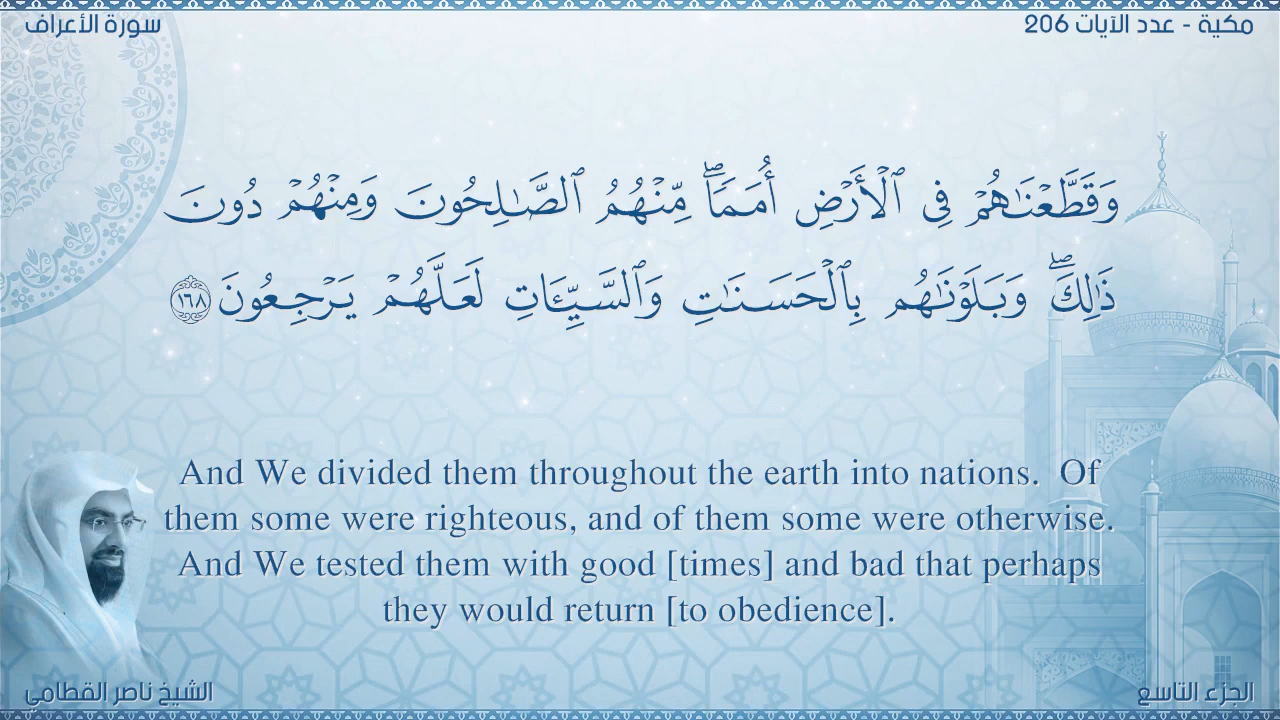 سورة الأعراف
مكية - عدد الآيات 206
وَقَطَّعْنَٰهُمْ فِى ٱلْأَرْضِ أُمَمًۭا ۖ مِّنْهُمُ ٱلصَّٰلِحُونَ وَمِنْهُمْ دُونَ
ذَٰلِكَ ۖ وَبَلَوْنَٰهُم بِٱلْحَسَنَٰتِ وَٱلسَّيِّـَٔاتِ لَعَلَّهُمْ يَرْجِعُونَ ١٦٨
And We divided them throughout the earth into nations.  Of
them some were righteous, and of them some were otherwise.
And We tested them with good [times] and bad that perhaps
they would return [to obedience].
الشيخ ناصر القطامي
الجزء التاسع